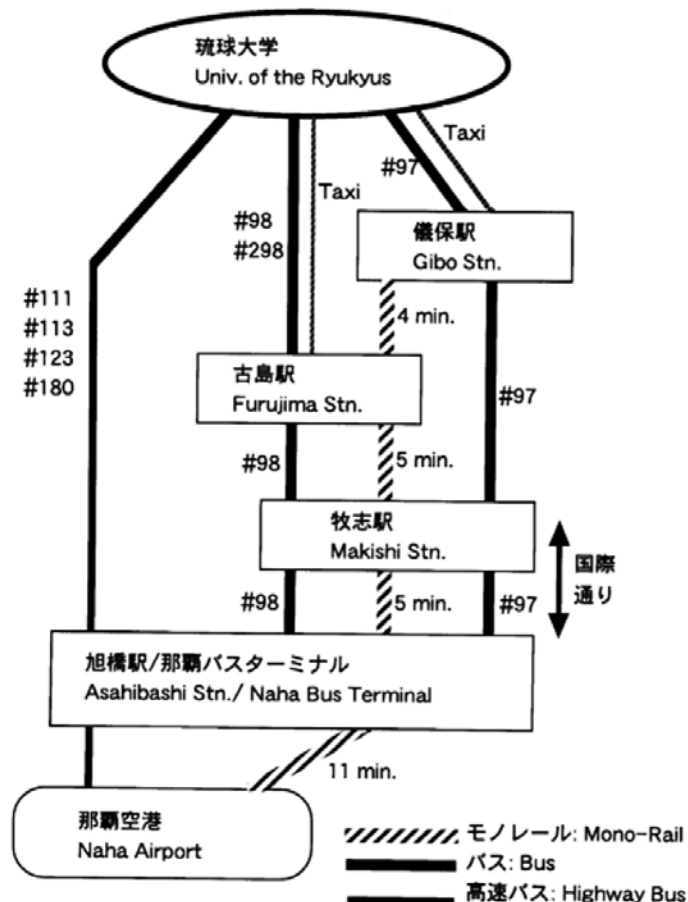 琉球大学
Univ. of the Ryukyus
Taxi
#97
Taxi
#98
#298
儀保駅
Gibo Stn.
#111
#113
#123
#180
4 min.
古島駅
Furujima Stn.
#97
#98
5 min.
牧志駅
Makishi Stn.
国際
通り
#98
5 min.
#97
旭橋駅/那覇バスターミナル
Asahibashi Stn./ Naha Bus Terminal
11 min.
那覇空港
Naha Airport
モノレール: Mono-Rail
バス: Bus
高速バス: Highway Bus